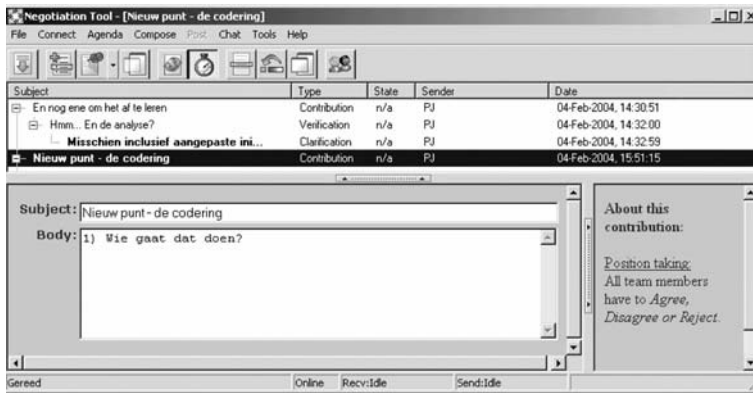 Negotiation Tool - [Nieuw punt - de codering]
File Connect Agenda Compose Post Chat Tools Help
Subject Type State Sender Date
En nog ene om het af te leren Contribution n/a PJ 04-Feb-2004, 14:30:51
Hmm... En de analyse? Verification n/a PJ 04-Feb-2004, 14:32:00
Misschien inclusief aangepaste ini... Clarification n/a PJ 04-Feb-2004, 14:32:59
Nieuw punt - de codering Contribution n/a PJ 04-Feb-2004, 15:51:15
Subject: Nieuw punt - de codering
Body: 1) Wie gaat dat doen?
About this
contribution:
Position taking:
All team members
have to Agree,
Disagree or Reject.
Gereed Online Recv:Idle Send:Idle